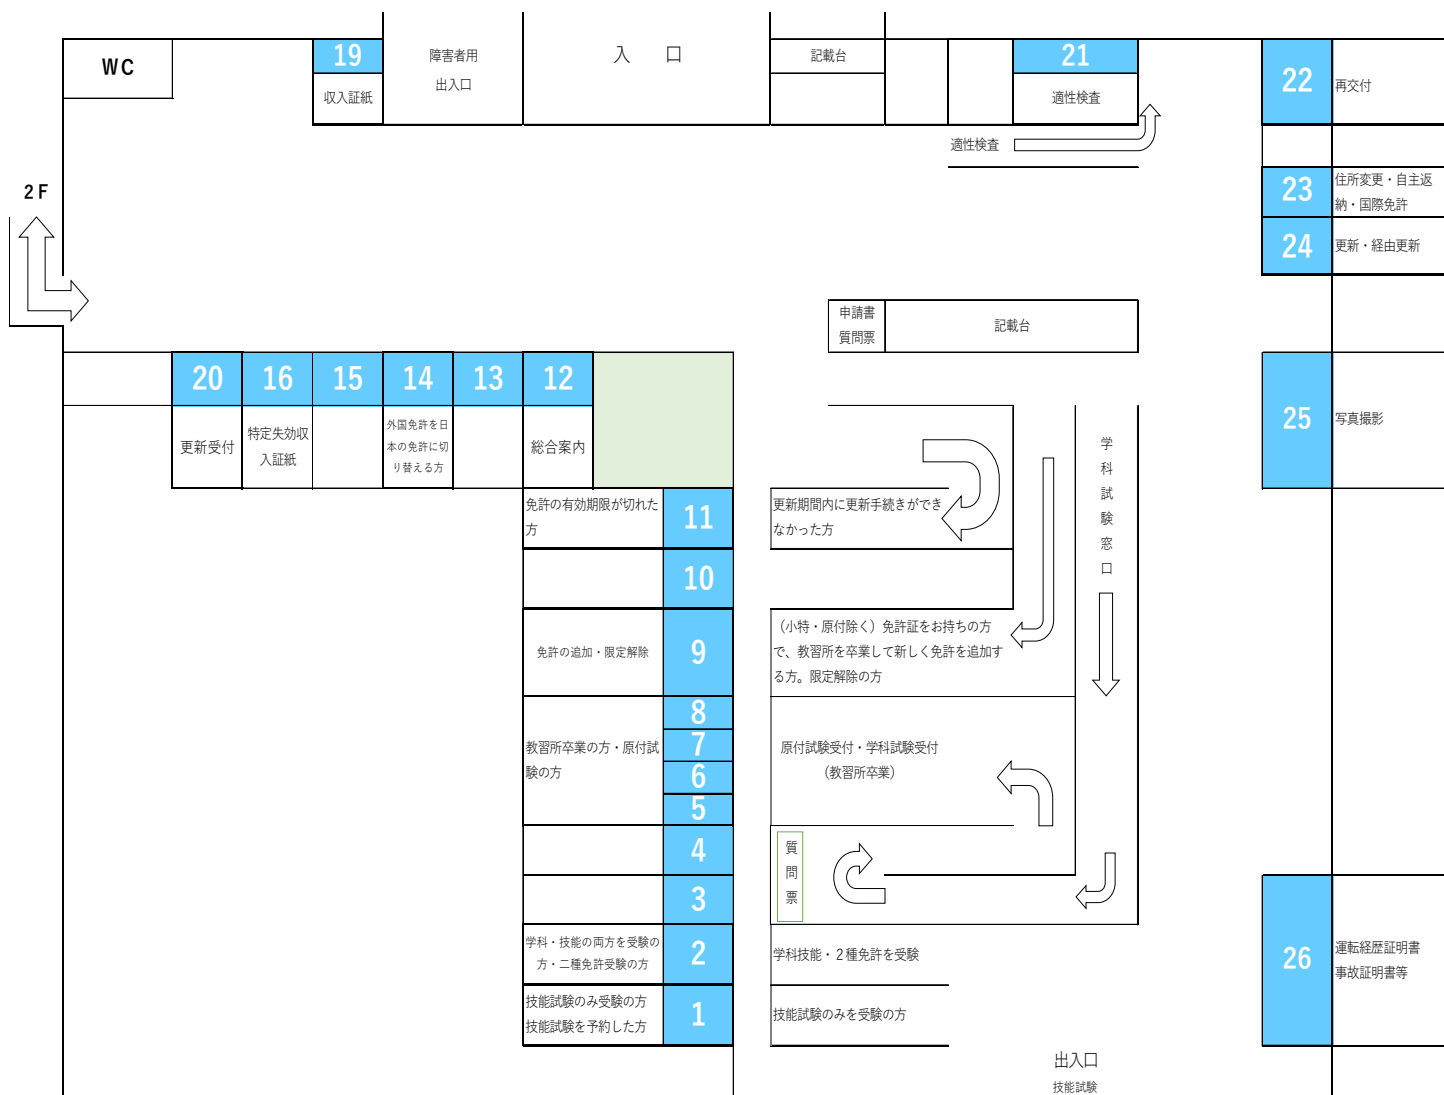 WC
19
収入証紙
障害者用
出入口
入　口
記載台
21
適性検査
適性検査
22
再交付
23
住所変更・自主返
納・国際免許
24
更新・経由更新
2F
申請書
質問票
記載台
20
更新受付
16
特定失効収
入証紙
15
14
外国免許を日
本の免許に切
り替える方
13
12
総合案内
25
写真撮影
免許の有効期限が切れた
方
11
10
免許の追加・限定解除
9
教習所卒業の方・原付試
験の方
8
7
6
5
4
3
学科・技能の両方を受験の
方・二種免許受験の方
2
技能試験のみ受験の方
技能試験を予約した方
1
更新期間内に更新手続きができ
なかった方
（小特・原付除く）免許証をお持ちの方
で、教習所を卒業して新しく免許を追加す
る方。限定解除の方
原付試験受付・学科試験受付
（教習所卒業）
学科試験窓口
質問票
学科技能・２種免許を受験
技能試験のみを受験の方
26
運転経歴証明書
事故証明書等
出入口
技能試験